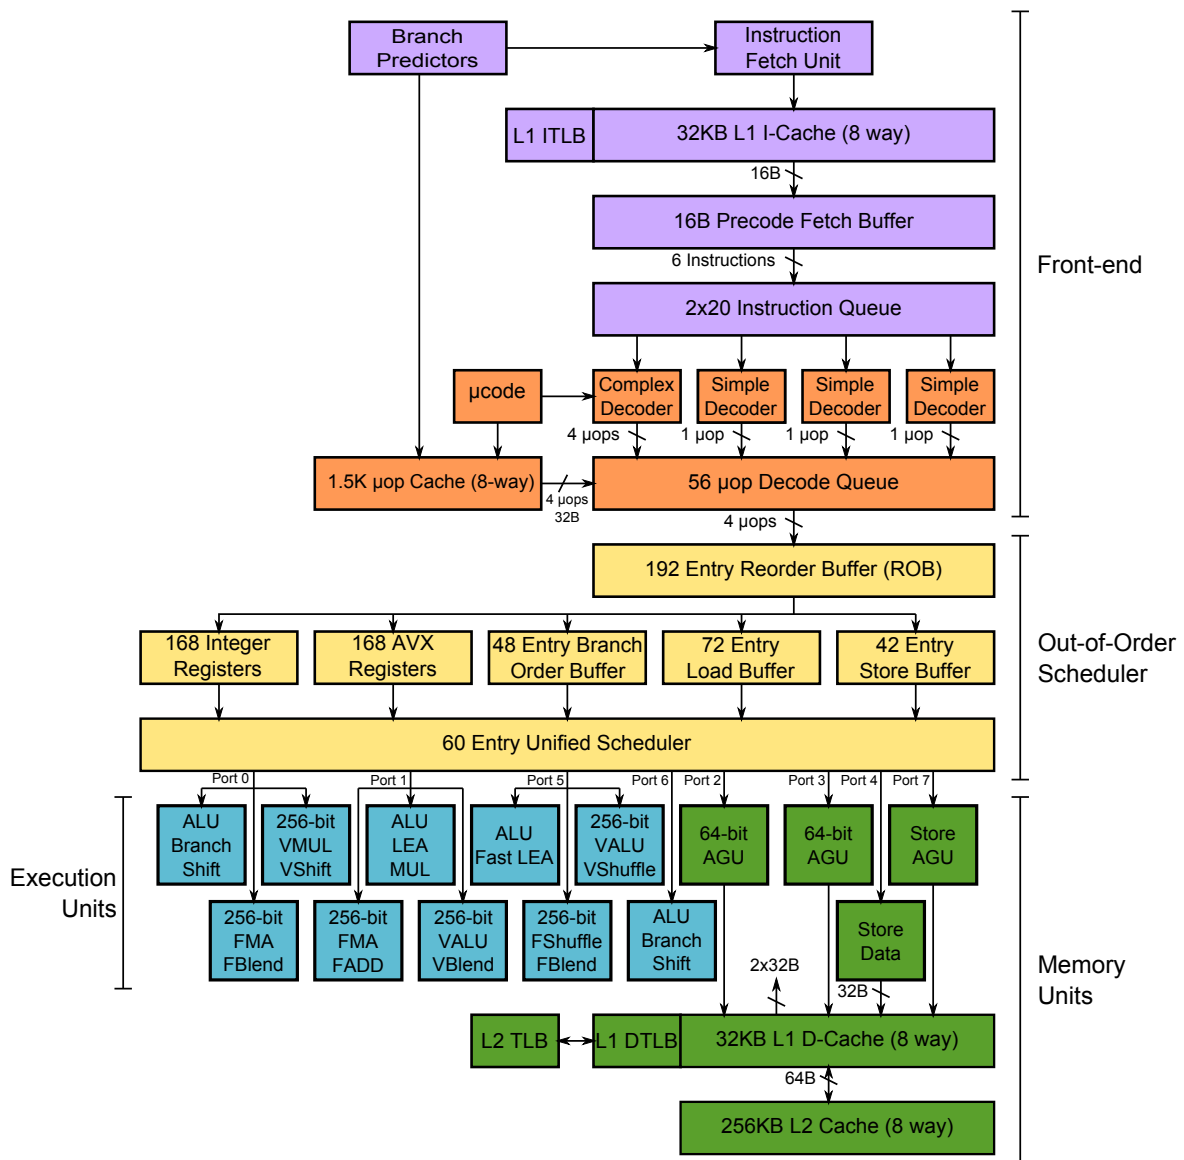 Branch
Predictors
Instruction
Fetch Unit
L1 ITLB
32KB L1 I-Cache (8 way)
16B
16B Precode Fetch Buffer
6 Instructions
Front-end
2x20 Instruction Queue
µcode
Complex
Decoder
Simple
Decoder
Simple
Decoder
Simple
Decoder
4 µops
1 µop
1 µop
1 µop
1.5K µop Cache (8-way)
4 µops
32B
56 µop Decode Queue
4 µops
192 Entry Reorder Buffer (ROB)
168 Integer
Registers
168 AVX
Registers
48 Entry Branch
Order Buffer
72 Entry
Load Buffer
42 Entry
Store Buffer
Out-of-Order
Scheduler
60 Entry Unified Scheduler
Port 0
Port 1
Port 5
Port 6
Port 2
Port 3
Port 4
Port 7
Execution
Units
ALU
Branch
Shift
256-bit
VMUL
VShift
ALU
LEA
MUL
ALU
Fast LEA
256-bit
VALU
VShuffle
64-bit
AGU
64-bit
AGU
Store
AGU
256-bit
FMA
FBlend
256-bit
FMA
FADD
256-bit
VALU
VBlend
256-bit
FShuffle
FBlend
ALU
Branch
Shift
Store
Data
2x32B
32B
Memory
Units
L2 TLB
L1 DTLB
32KB L1 D-Cache (8 way)
64B
256KB L2 Cache (8 way)